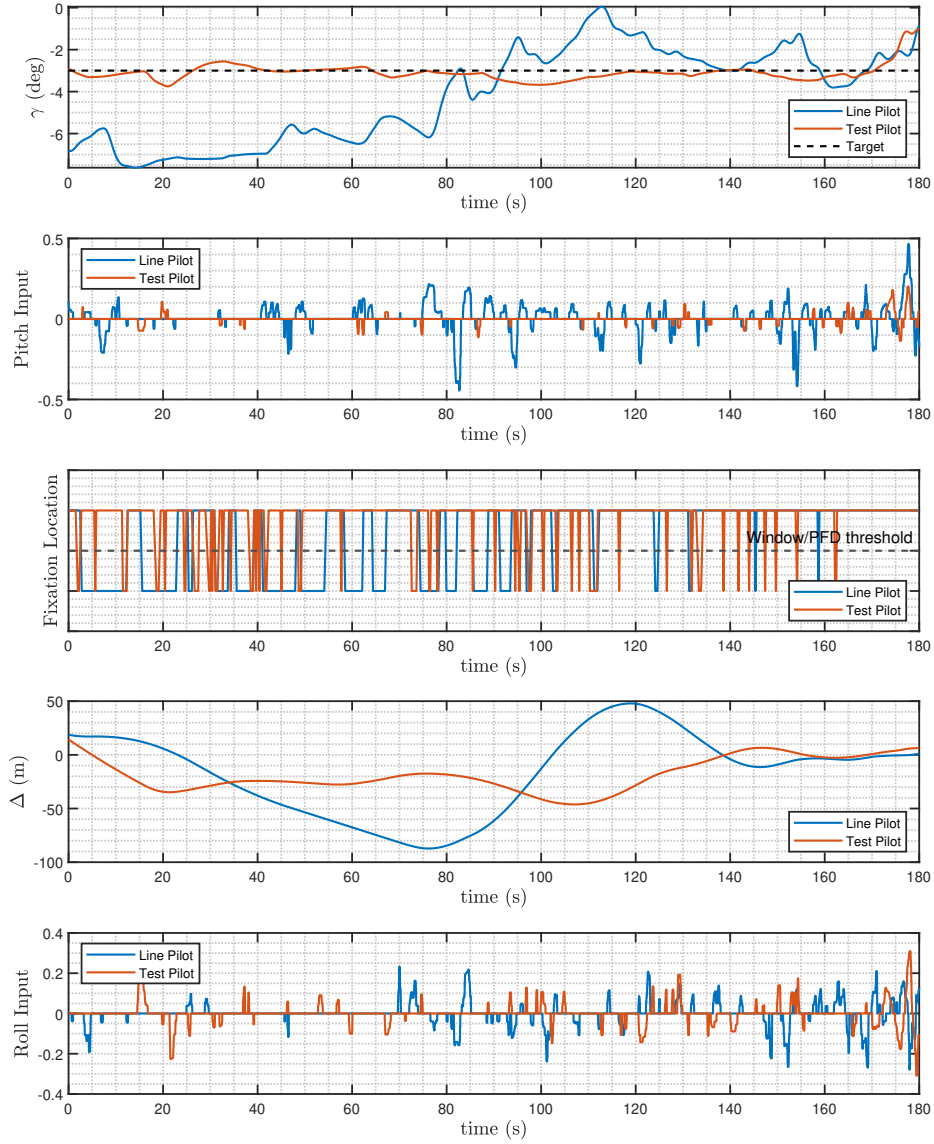 0
-2
-4
-6
γ (deg)
Line Pilot
Test Pilot
Target
0 20 40 60 80 100 120 140 160 180
time (s)
0.5
0
-0.5
Pitch Input
Line Pilot
Test Pilot
0 20 40 60 80 100 120 140 160 180
time (s)
Fixation Location
Window/PFD threshold
Line Pilot
Test Pilot
0 20 40 60 80 100 120 140 160 180
time (s)
50
0
-50
-100
Δ (m)
Line Pilot
Test Pilot
0 20 40 60 80 100 120 140 160 180
time (s)
0.4
0.2
0
-0.2
-0.4
Roll Input
Line Pilot
Test Pilot
0 20 40 60 80 100 120 140 160 180
time (s)